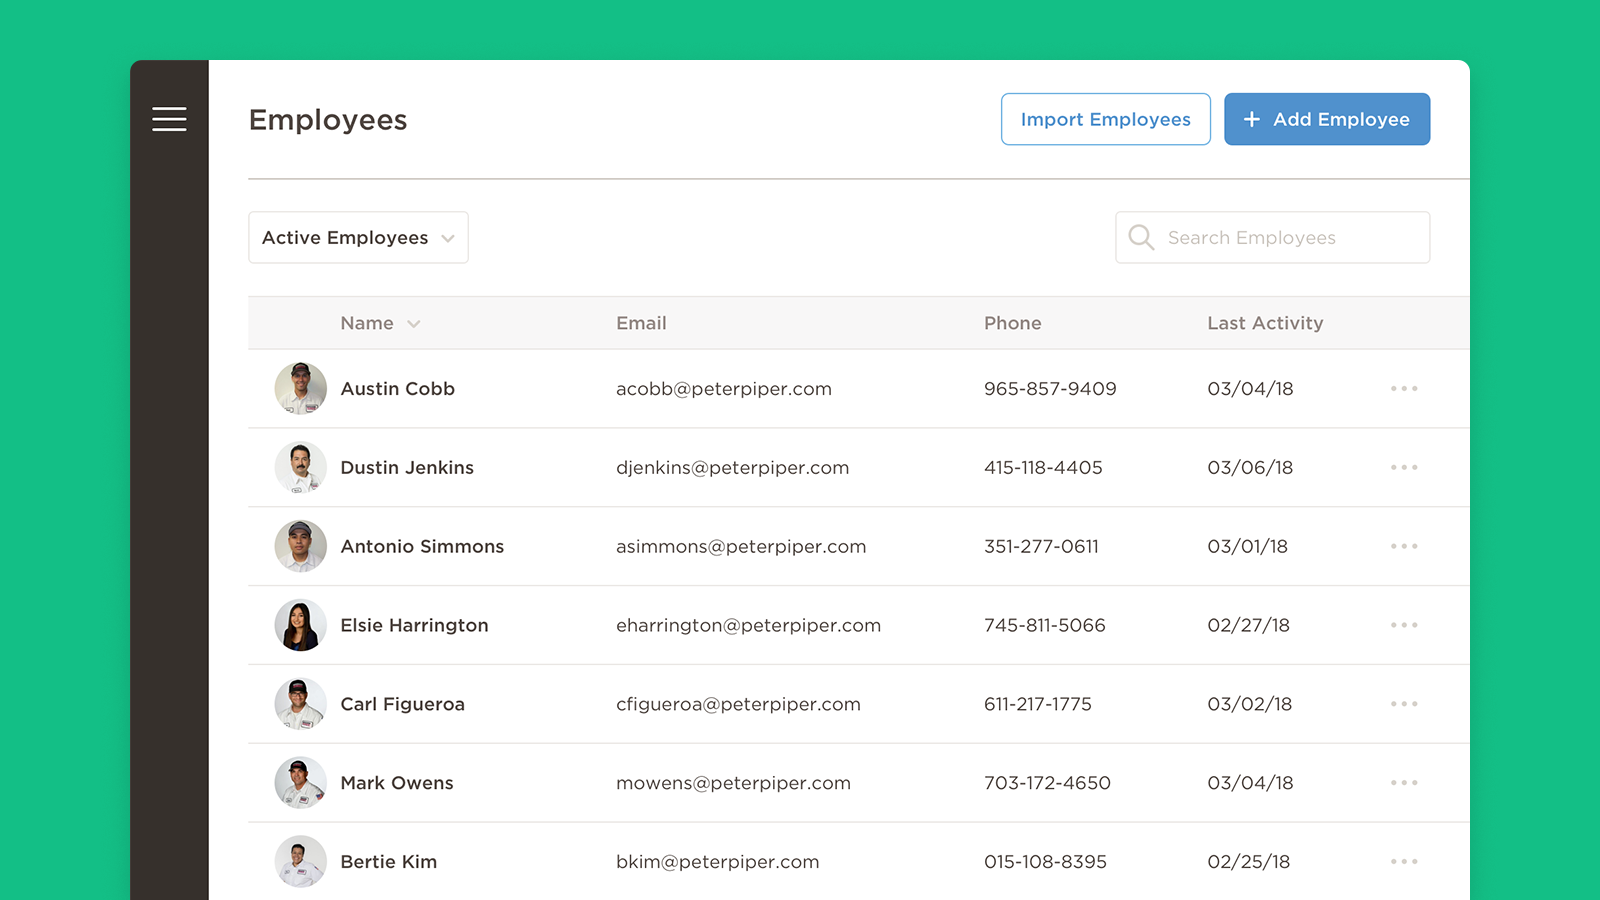 Employees
Import Employees
+ Add Employee
Active Employees
Search Employees
Name Email Phone Last Activity
Austin Cobb acobb@peterpiper.com 965-857-9409 03/04/18
Dustin Jenkins djenkins@peterpiper.com 415-118-4405 03/06/18
Antonio Simmons asimmons@peterpiper.com 351-277-0611 03/01/18
Elsie Harrington eharrington@peterpiper.com 745-811-5066 02/27/18
Carl Figueroa cfigueroa@peterpiper.com 611-217-1775 03/02/18
Mark Owens mowens@peterpiper.com 703-172-4650 03/04/18
Bertie Kim bkim@peterpiper.com 015-108-8395 02/25/18